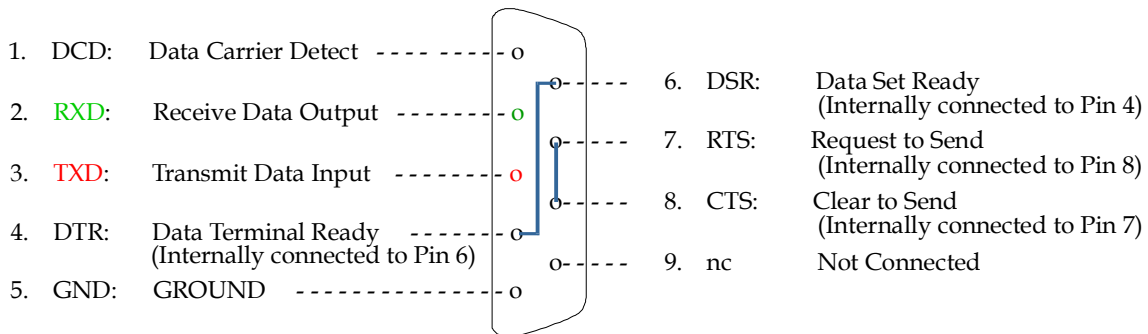 1. DCD: Data Carrier Detect
2. RXD: Receive Data Output
3. TXD: Transmit Data Input
4. DTR: Data Terminal Ready
(Internally connected to Pin 6)
5. GND: GROUND
6. DSR: Data Set Ready
(Internally connected to Pin 4)
7. RTS: Request to Send
(Internally connected to Pin 8)
8. CTS: Clear to Send
(Internally connected to Pin 7)
9. nc Not Connected